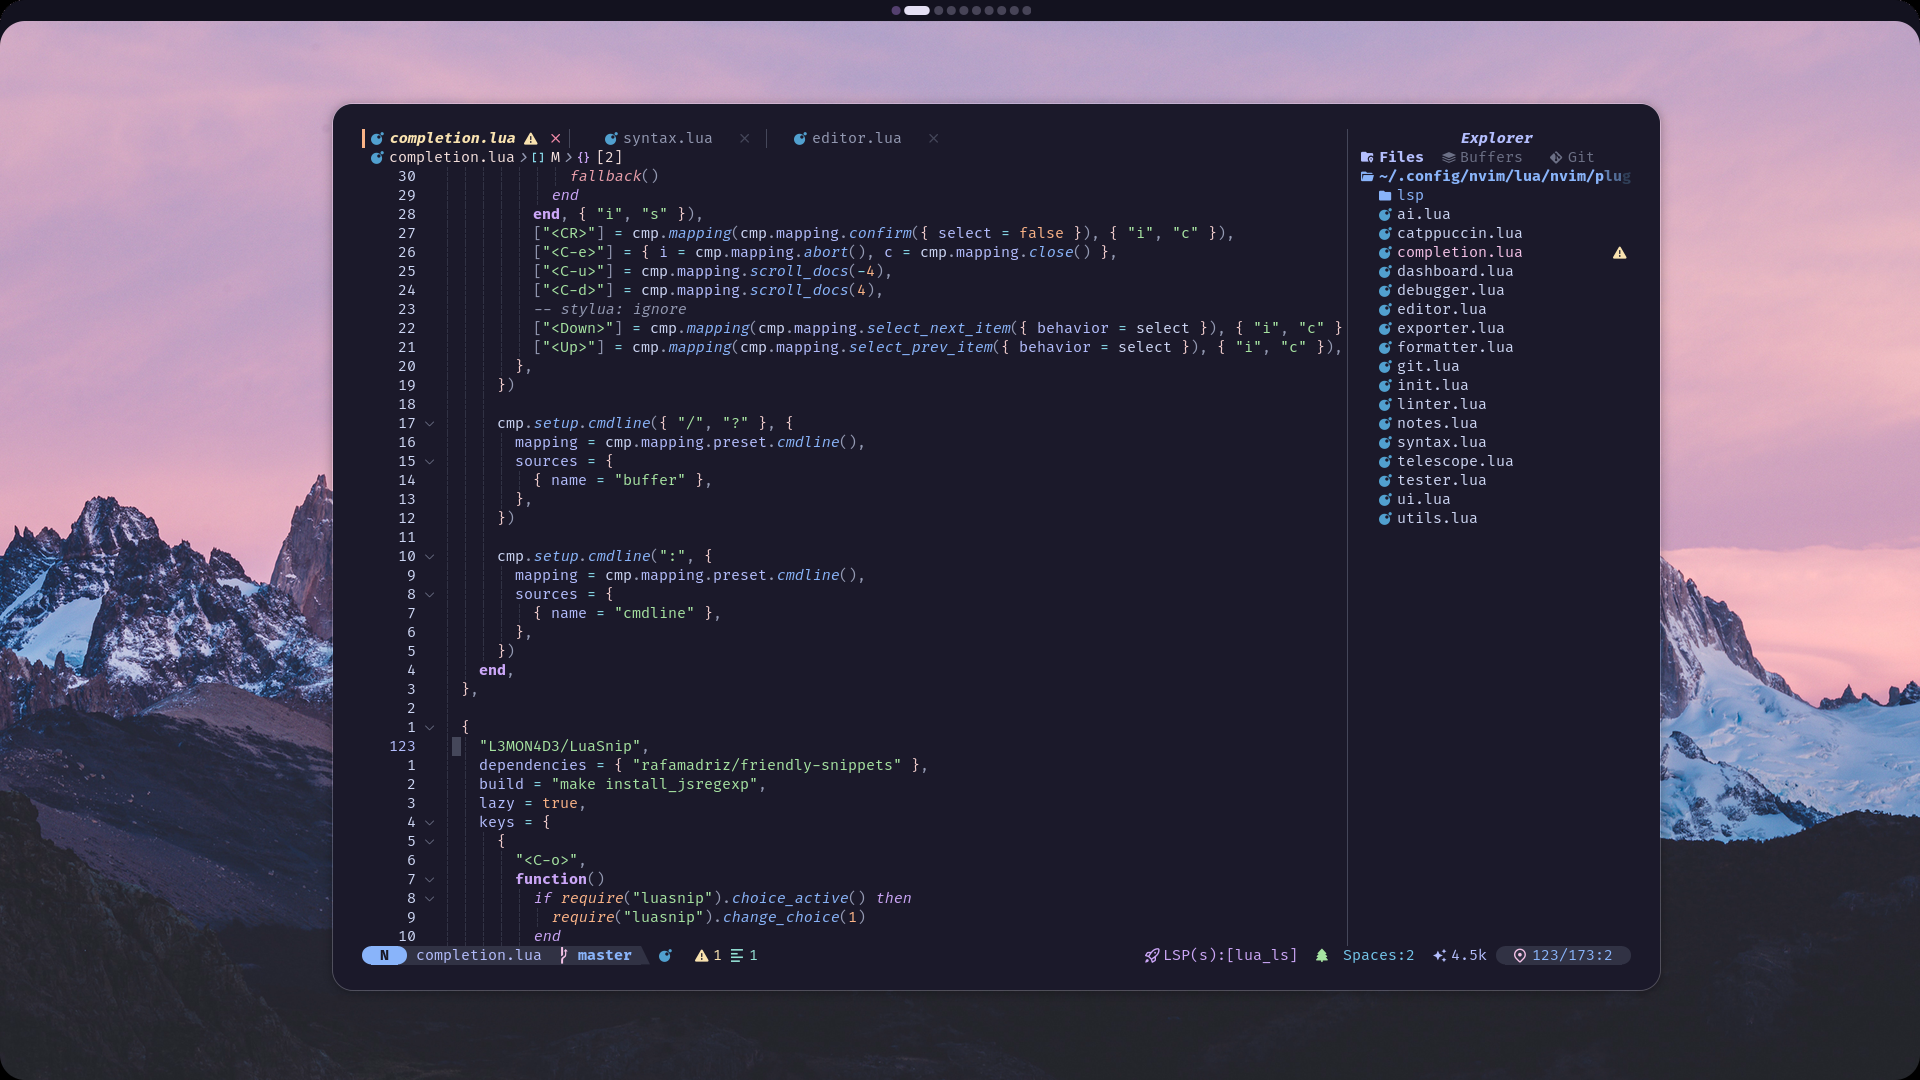 completion.lua syntax.lua editor.lua
completion.lua > [] M > {} [2]
30 fallback()
29 end
28 end, { "i", "s" }),
27 ["<CR>"] = cmp.mapping(cmp.mapping.confirm({ select = false }), { "i", "c" }),
26 ["<C-e>"] = { i = cmp.mapping.abort(), c = cmp.mapping.close() },
25 ["<C-u>"] = cmp.mapping.scroll_docs(-4),
24 ["<C-d>"] = cmp.mapping.scroll_docs(4),
23 -- stylua: ignore
22 ["<Down>"] = cmp.mapping(cmp.mapping.select_next_item({ behavior = select }), { "i", "c" }
21 ["<Up>"] = cmp.mapping(cmp.mapping.select_prev_item({ behavior = select }), { "i", "c" }),
20 },
19 })
18
17 cmp.setup.cmdline({ "/", "?" }, {
16 mapping = cmp.mapping.preset.cmdline(),
15 sources = {
14 { name = "buffer" },
13 },
12 })
11
10 cmp.setup.cmdline(":", {
9 mapping = cmp.mapping.preset.cmdline(),
8 sources = {
7 { name = "cmdline" },
6 },
5 })
4 end,
3 },
2
1 {
123 "L3MON4D3/LuaSnip",
1 dependencies = { "rafamadriz/friendly-snippets" },
2 build = "make install_jsregexp",
3 lazy = true,
4 keys = {
5 {
6 "<C-o>",
7 function()
8 if require("luasnip").choice_active() then
9 require("luasnip").change_choice(1)
10 end
Explorer
Files Buffers Git
~/.config/nvim/lua/nvim/plug
lsp
ai.lua
catppuccin.lua
completion.lua
dashboard.lua
debugger.lua
editor.lua
exporter.lua
formatter.lua
git.lua
init.lua
linter.lua
notes.lua
syntax.lua
telescope.lua
tester.lua
ui.lua
utils.lua
N completion.lua master 1 1 LSP(s):[lua_ls] Spaces:2 4.5k 123/173:2